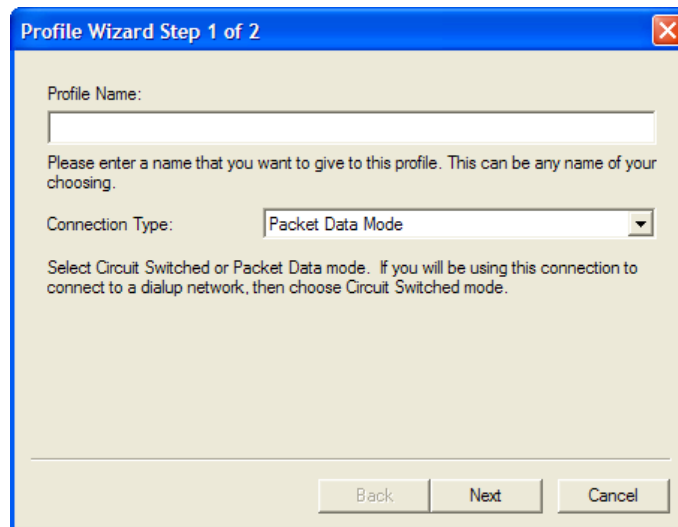 Profile Wizard Step 1 of 2
Profile Name:
Please enter a name that you want to give to this profile. This can be any name of your
choosing.
Connection Type: Packet Data Mode
Select Circuit Switched or Packet Data mode.  If you will be using this connection to
connect to a dialup network, then choose Circuit Switched mode.
Back Next Cancel